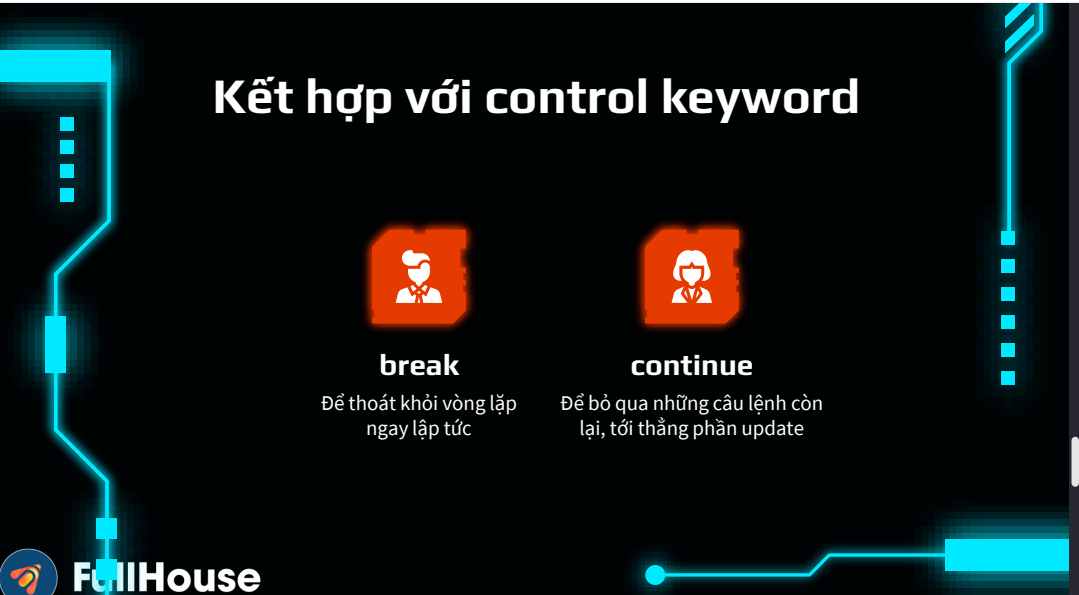 Kết hợp với control keyword
break
Để thoát khỏi vòng lặp
ngay lập tức
continue
Để bỏ qua những câu lệnh còn
lại, tới thẳng phần update
FullHouse